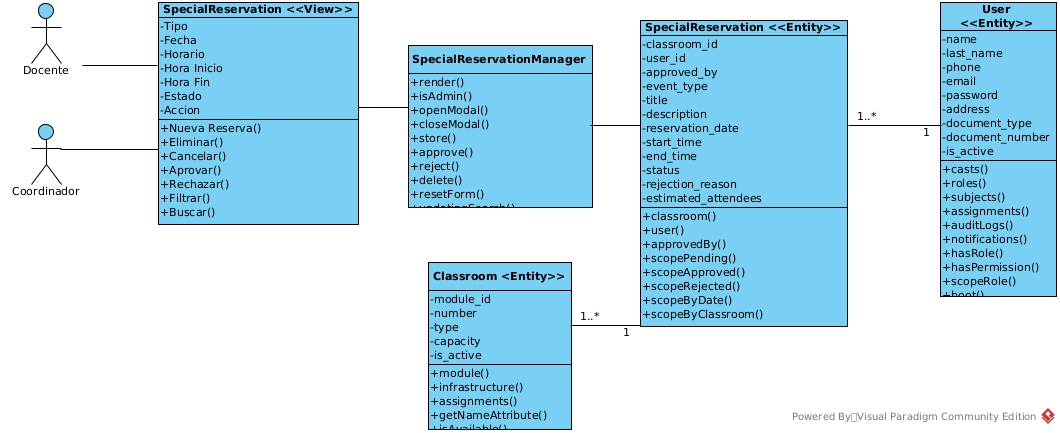 Docente
Coordinador
SpecialReservation <<View>>
-Tipo
-Fecha
-Horario
-Hora Inicio
-Hora Fin
-Estado
-Accion
+Nueva Reserva()
+Eliminar()
+Cancelar()
+Aprovar()
+Rechazar()
+Filtrar()
+Buscar()
SpecialReservationManager
+render()
+isAdmin()
+openModal()
+closeModal()
+store()
+approve()
+reject()
+delete()
+resetForm()
+updatingSearch()
SpecialReservation <<Entity>>
-classroom_id
-user_id
-approved_by
-event_type
-title
-description
-reservation_date
-start_time
-end_time
-status
-rejection_reason
-estimated_attendees
+classroom()
+user()
+approvedBy()
+scopePending()
+scopeApproved()
+scopeRejected()
+scopeByDate()
+scopeByClassroom()
1..*
1
User
<<Entity>>
-name
-last_name
-phone
-email
-password
-address
-document_type
-document_number
-is_active
+casts()
+roles()
+subjects()
+assignments()
+auditLogs()
+notifications()
+hasRole()
+hasPermission()
+scopeRole()
+boot()
Classroom <Entity>>
-module_id
-number
-type
-capacity
-is_active
+module()
+infrastructure()
+assignments()
+getNameAttribute()
+isAvailable()
1..*
1
Powered By Visual Paradigm Community Edition